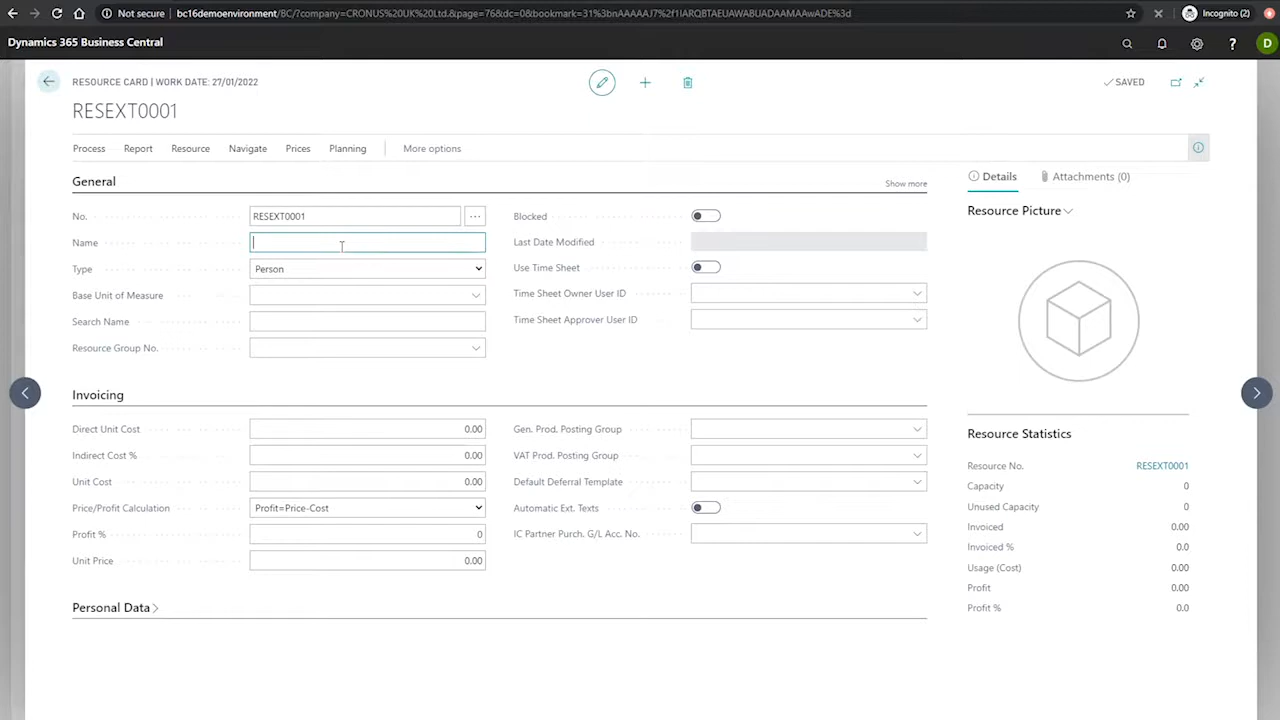 Not secure
bc16demoenvironment/BC/?company=CRONUS%20UK%20Ltd.&page=76&dc=0&bookmark=31%3bnAAAAAJ7%2f1IARQBTAEUAWABUADAAMAAwADE%3d
Incognito (2)
Dynamics 365 Business Central
?
D
RESOURCE CARD | WORK DATE: 27/01/2022
SAVED
RESEXT0001
Process
Report
Resource
Navigate
Prices
Planning
More options
General
Show more
No.
RESEXT0001
Name
Type
Person
Base Unit of Measure
Search Name
Resource Group No.
Blocked
Last Date Modified
Use Time Sheet
Time Sheet Owner User ID
Time Sheet Approver User ID
Invoicing
Direct Unit Cost
0.00
Indirect Cost %
0.00
Unit Cost
0.00
Price/Profit Calculation
Profit=Price-Cost
Profit %
0
Unit Price
0.00
Gen. Prod. Posting Group
VAT Prod. Posting Group
Default Deferral Template
Automatic Ext. Texts
IC Partner Purch. G/L Acc. No.
Personal Data
Details
Attachments (0)
Resource Picture
Resource Statistics
Resource No.
RESEXT0001
Capacity
0
Unused Capacity
0
Invoiced
0.00
Invoiced %
0.0
Usage (Cost)
0.00
Profit
0.00
Profit %
0.0